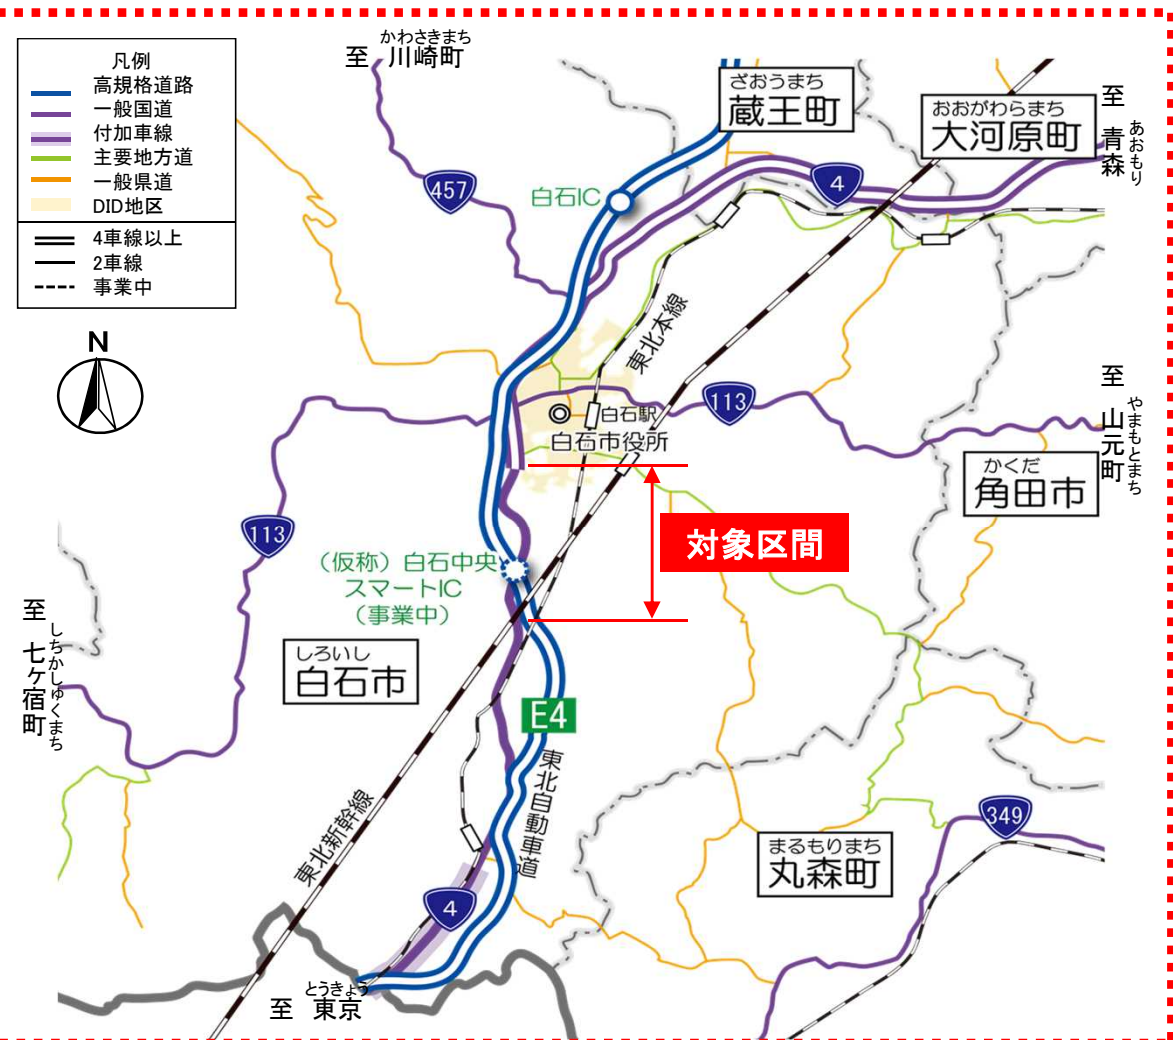 凡例
高規格道路
一般国道
付加車線
主要地方道
一般県道
DID地区
4車線以上
2車線
事業中
N
かわさきまち
至 川崎町
ざおうまち
蔵王町
おおがわらまち
大河原町
至 青森
あおもり
457
白石IC
4
東北本線
113
白石駅
白石市役所
至 山元町
やまもとまち
かくだ
角田市
113
対象区間
(仮称)白石中央
スマートIC
(事業中)
至 七ヶ宿町
しちかしゅくまち
しろいし
白石市
E4
東北自動車道
東北新幹線
349
まるもりまち
丸森町
4
とうきょう
至 東京